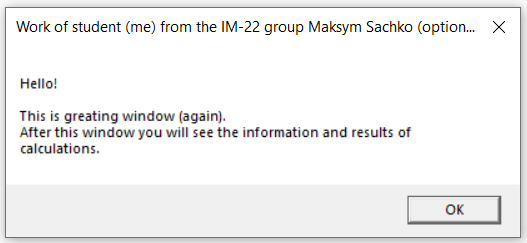 Work of student (me) from the IM-22 group Maksym Sachko (option...
Hello!
This is greating window (again).
After this window you will see the information and results of
calculations.
OK